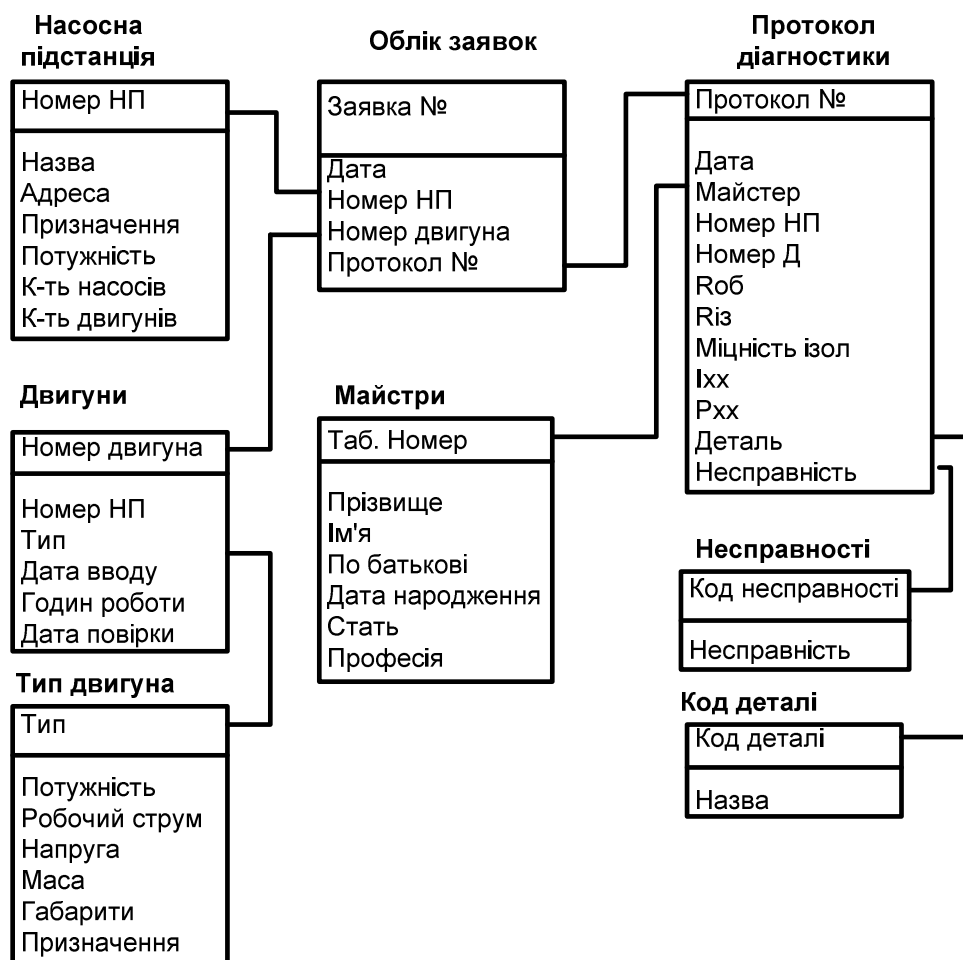 Насосна
підстанція
Номер НП
Назва
Адреса
Призначення
Потужність
К-ть насосів
К-ть двигунів
Облік заявок
Заявка №
Дата
Номер НП
Номер двигуна
Протокол №
Протокол
діагностики
Протокол №
Дата
Майстер
Номер НП
Номер Д
Rоб
Rіз
Міцність ізол
Ixx
Pxx
Деталь
Несправність
Двигуни
Номер двигуна
Номер НП
Тип
Дата вводу
Годин роботи
Дата повірки
Майстри
Таб. Номер
Прізвище
Ім'я
По батькові
Дата народження
Стать
Професія
Несправності
Код несправності
Несправність
Тип двигуна
Тип
Потужність
Робочий струм
Напруга
Маса
Габарити
Призначення
Код деталі
Код деталі
Назва